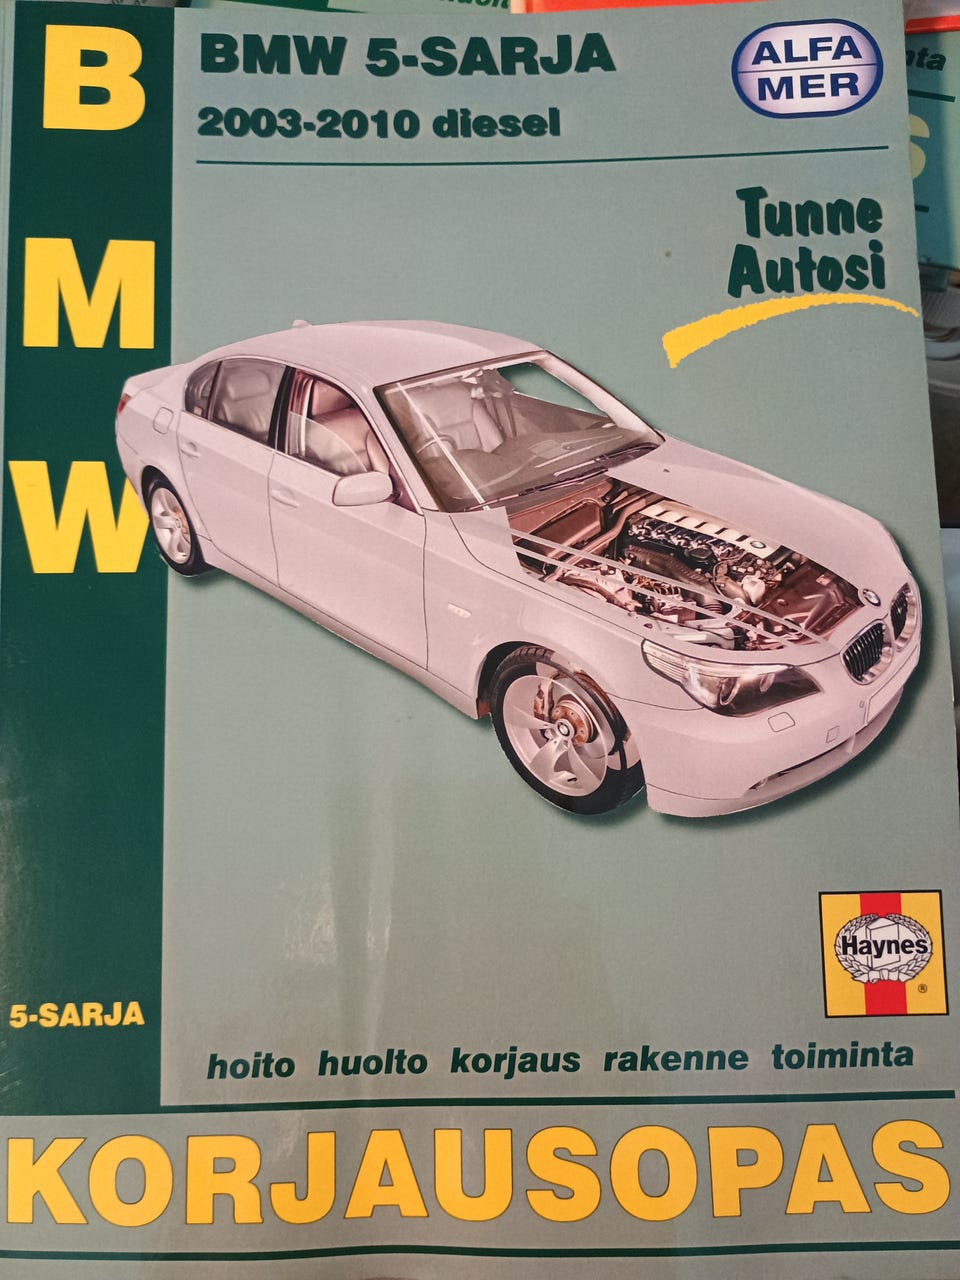 BMW
BMW 5-SARJA
2003-2010 diesel
ALFA
MER
Tunne
Autosi
Haynes
®
5-SARJA
hoito huolto korjaus rakenne toiminta
KORJAUSOPAS